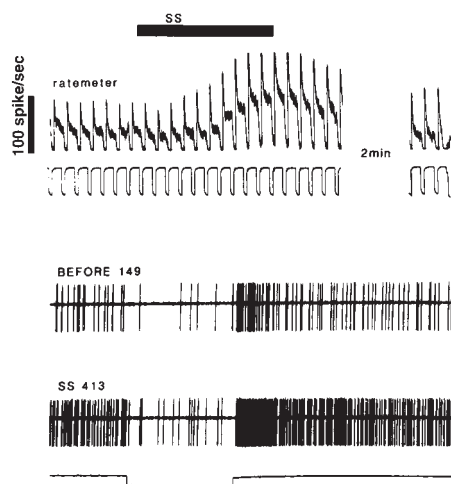 SS
100 spike/sec
ratemeter
2min
BEFORE 149
SS 413